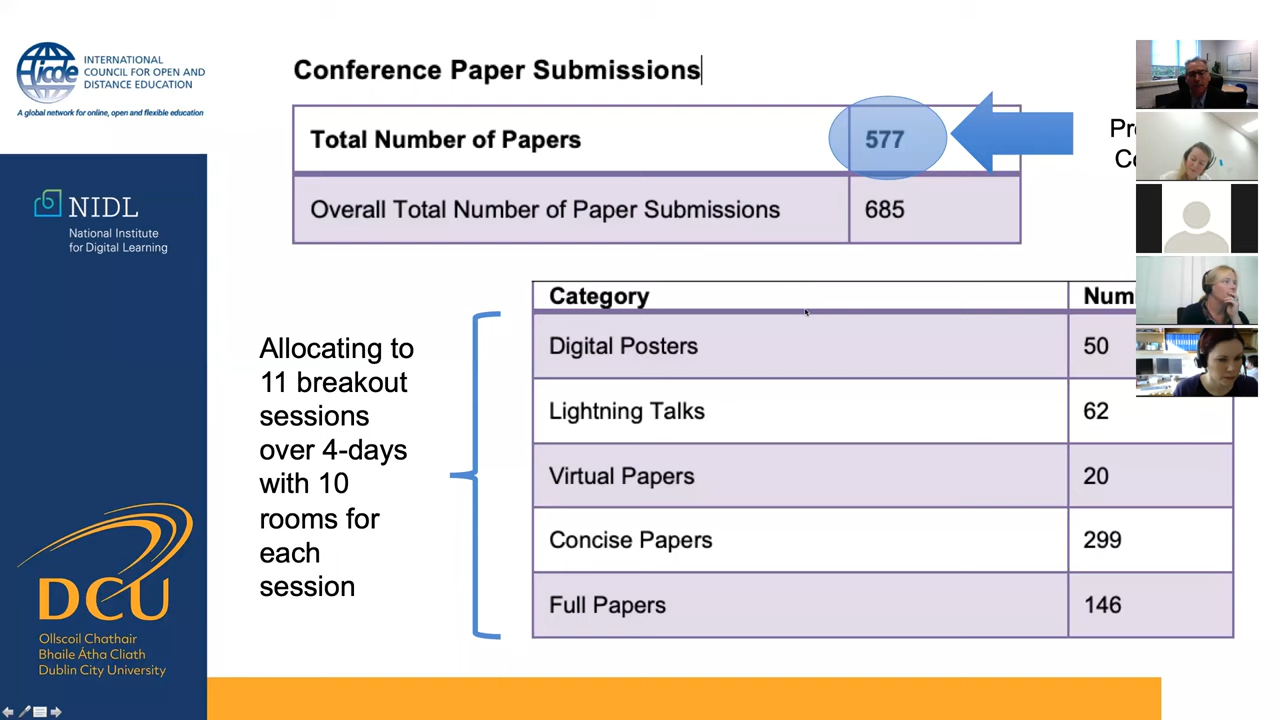 INTERNATIONAL
COUNCIL FOR OPEN AND
DISTANCE EDUCATION
icde
A global network for online, open and flexible education
NIDL
National Institute
for Digital Learning
DCU
Ollscoil Chathair
Bhaile Átha Cliath
Dublin City University
Conference Paper Submissions
Total Number of Papers 577
Overall Total Number of Paper Submissions 685
Allocating to
11 breakout
sessions
over 4-days
with 10
rooms for
each
session
Category
Digital Posters 50
Lightning Talks 62
Virtual Papers 20
Concise Papers 299
Full Papers 146